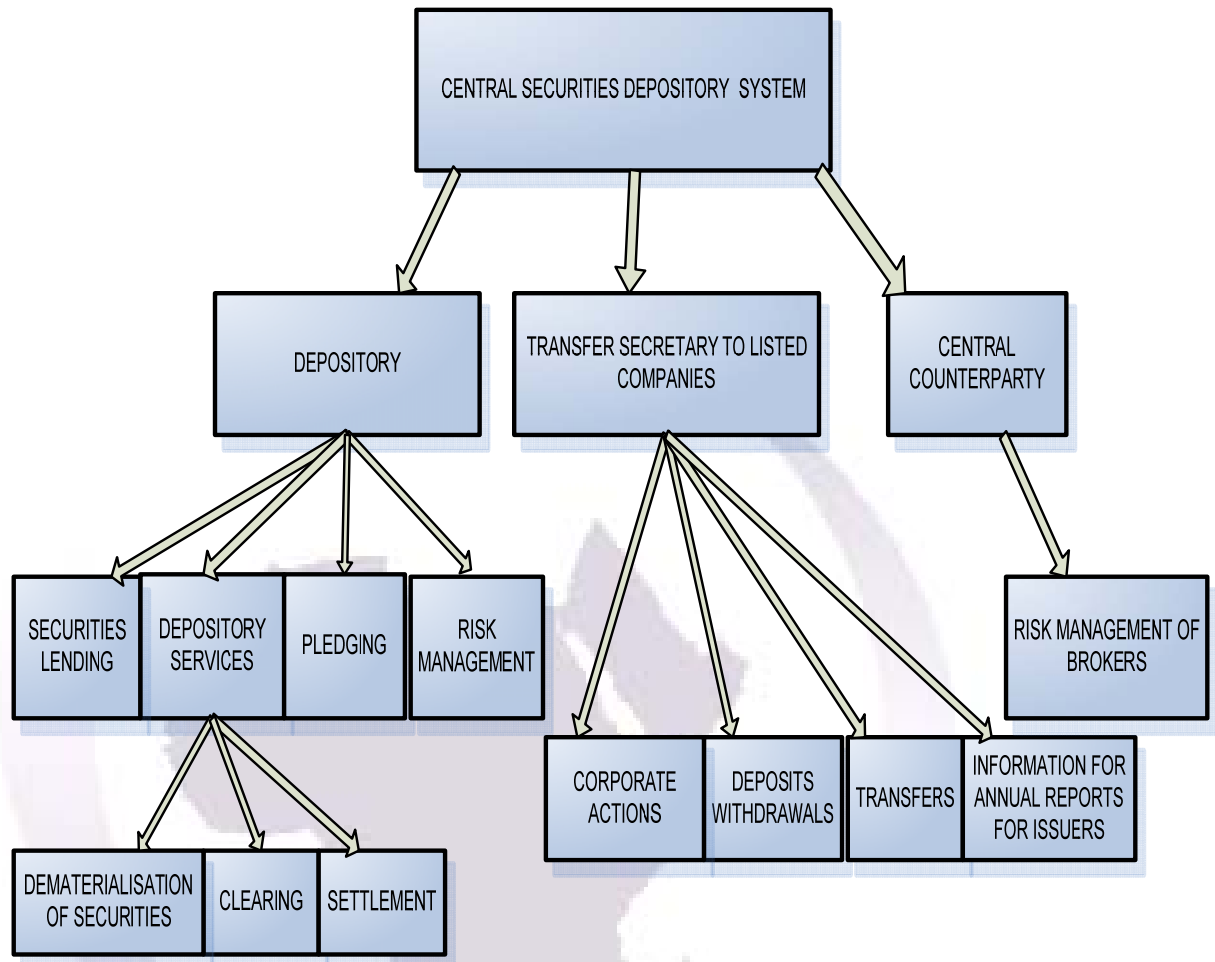 CENTRAL SECURITIES DEPOSITORY SYSTEM
DEPOSITORY
TRANSFER SECRETARY TO LISTED
COMPANIES
CENTRAL
COUNTERPARTY
SECURITIES
LENDING
DEPOSITORY
SERVICES
PLEDGING
RISK
MANAGEMENT
RISK MANAGEMENT OF
BROKERS
CORPORATE
ACTIONS
DEPOSITS
WITHDRAWALS
TRANSFERS
INFORMATION FOR
ANNUAL REPORTS
FOR ISSUERS
DEMATERIALISATION
OF SECURITIES
CLEARING
SETTLEMENT